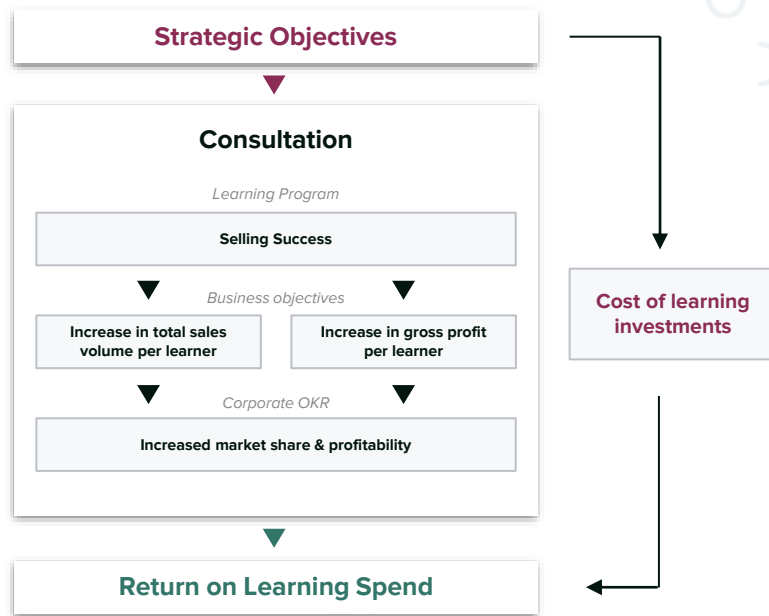 Strategic Objectives
Consultation
Learning Program
Selling Success
Business objectives
Increase in total sales
volume per learner
Increase in gross profit
per learner
Corporate OKR
Increased market share & profitability
Cost of learning
investments
Return on Learning Spend